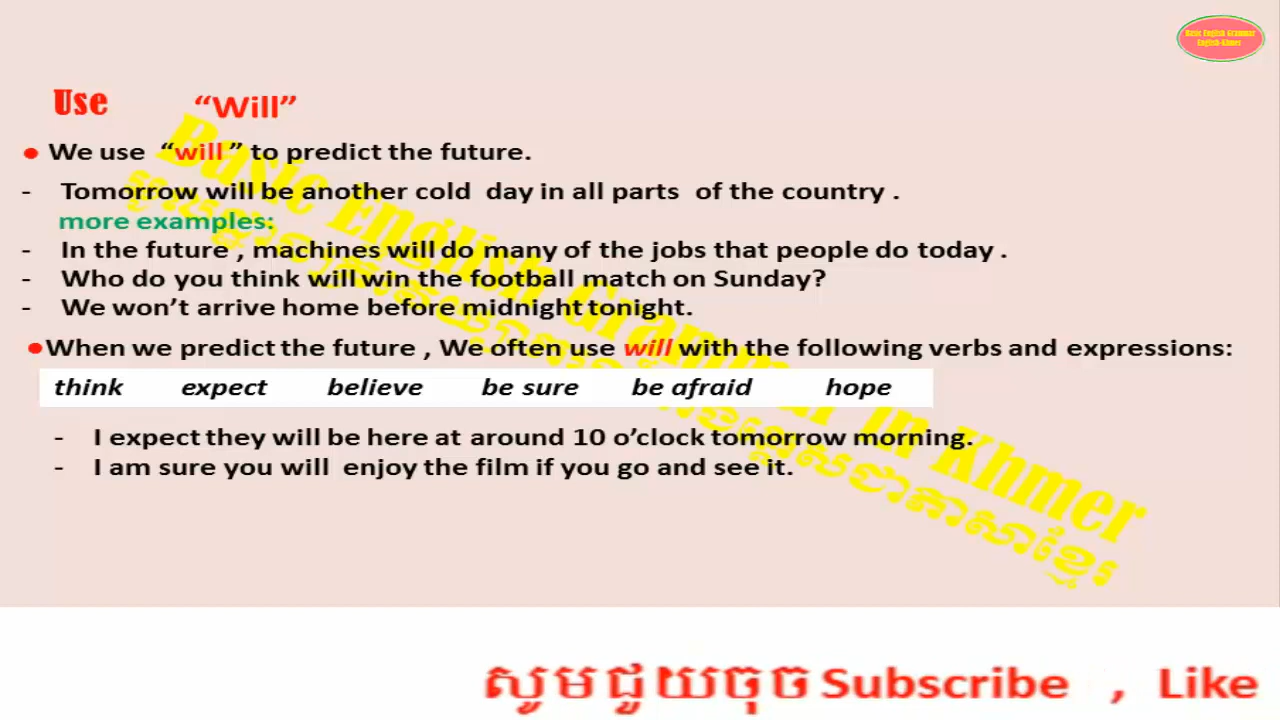 Basic English Grammar
English-Khmer
Use “Will”
• We use “will” to predict the future.
- Tomorrow will be another cold day in all parts of the country .
more examples:
- In the future , machines will do many of the jobs that people do today .
- Who do you think will win the football match on Sunday?
- We won’t arrive home before midnight tonight.
• When we predict the future , We often use will with the following verbs and expressions:
think expect believe be sure be afraid hope
- I expect they will be here at around 10 o’clock tomorrow morning.
- I am sure you will enjoy the film if you go and see it.
Basic English Grammar in Khmer
សូមជួយចុច Subscribe , Like